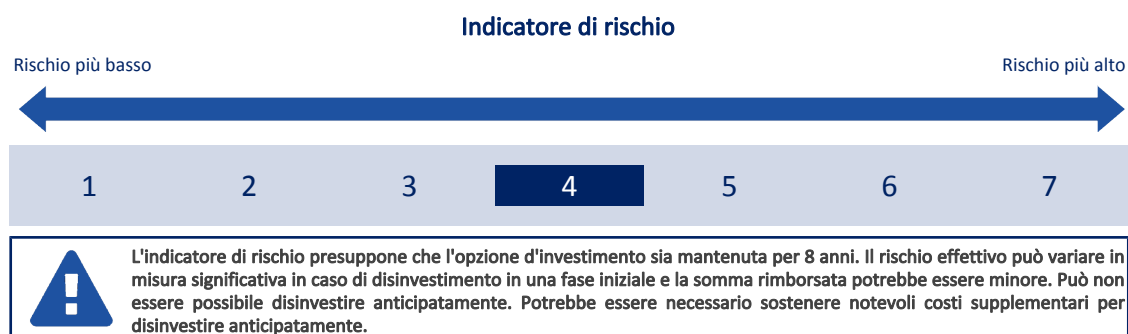 Indicatore di rischio
Rischio più basso
Rischio più alto
1 2 3 4 5 6 7
L'indicatore di rischio presuppone che l'opzione d'investimento sia mantenuta per 8 anni. Il rischio effettivo può variare in
misura significativa in caso di disinvestimento in una fase iniziale e la somma rimborsata potrebbe essere minore. Può non
essere possibile disinvestire anticipatamente. Potrebbe essere necessario sostenere notevoli costi supplementari per
disinvestire anticipatamente.